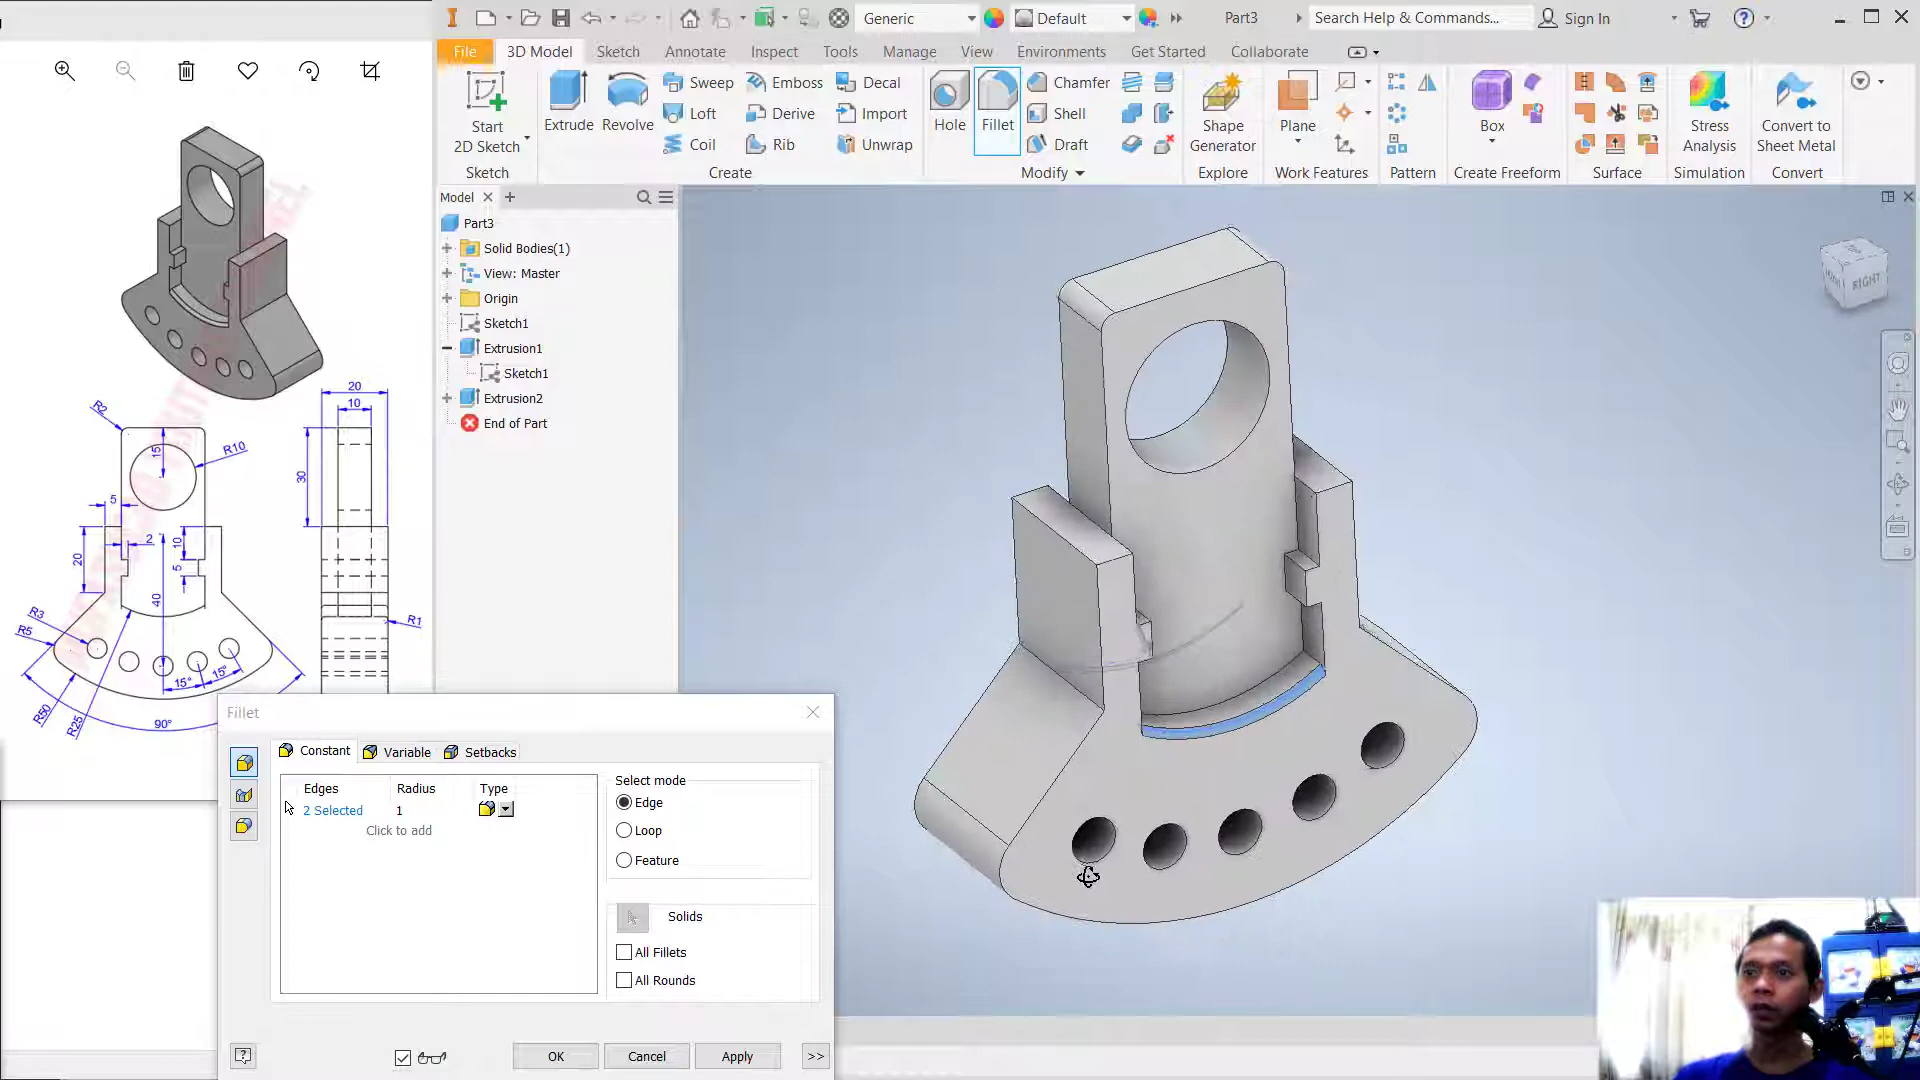 Generic
Default
Part3
Search Help & Commands...
Sign In
File
3D Model
Sketch
Annotate
Inspect
Tools
Manage
View
Environments
Get Started
Collaborate
Start
2D Sketch
Extrude
Revolve
Sweep
Loft
Coil
Emboss
Derive
Rib
Decal
Import
Unwrap
Hole
Fillet
Chamfer
Shell
Draft
Shape
Generator
Plane
Box
Stress
Analysis
Convert to
Sheet Metal
Sketch
Create
Modify
Explore
Work Features
Pattern
Create Freeform
Surface
Simulation
Convert
Model
Part3
Solid Bodies(1)
View: Master
Origin
Sketch1
Extrusion1
Sketch1
Extrusion2
End of Part
RIGHT
R2
15
R10
5
20
2
10
5
40
R3
R5
15°
15°
R50
R25
90°
20
10
30
R1
Fillet
Constant
Variable
Setbacks
Edges
Radius
Type
2 Selected
1
Click to add
Select mode
Edge
Loop
Feature
Solids
All Fillets
All Rounds
OK
Cancel
Apply
>>